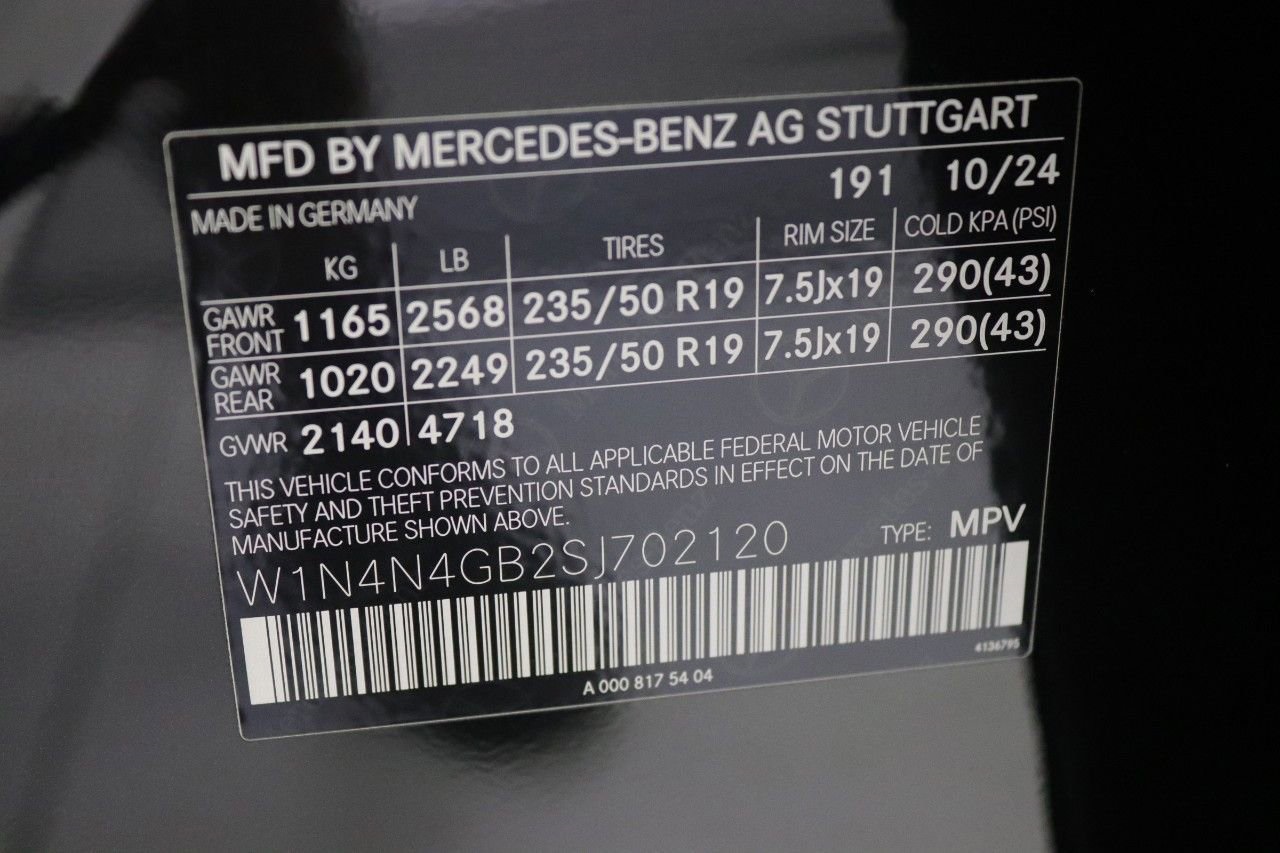 MFD BY MERCEDES-BENZ AG STUTTGART
MADE IN GERMANY 191 10/24
KG LB TIRES RIM SIZE COLD KPA (PSI)
GAWR FRONT 1165 2568 235/50 R19 7.5Jx19 290(43)
GAWR REAR 1020 2249 235/50 R19 7.5Jx19 290(43)
GVWR 2140 4718
THIS VEHICLE CONFORMS TO ALL APPLICABLE FEDERAL MOTOR VEHICLE
SAFETY AND THEFT PREVENTION STANDARDS IN EFFECT ON THE DATE OF
MANUFACTURE SHOWN ABOVE.
W1N4N4GB2SJ702120 TYPE: MPV
A 000 817 54 04
4136795